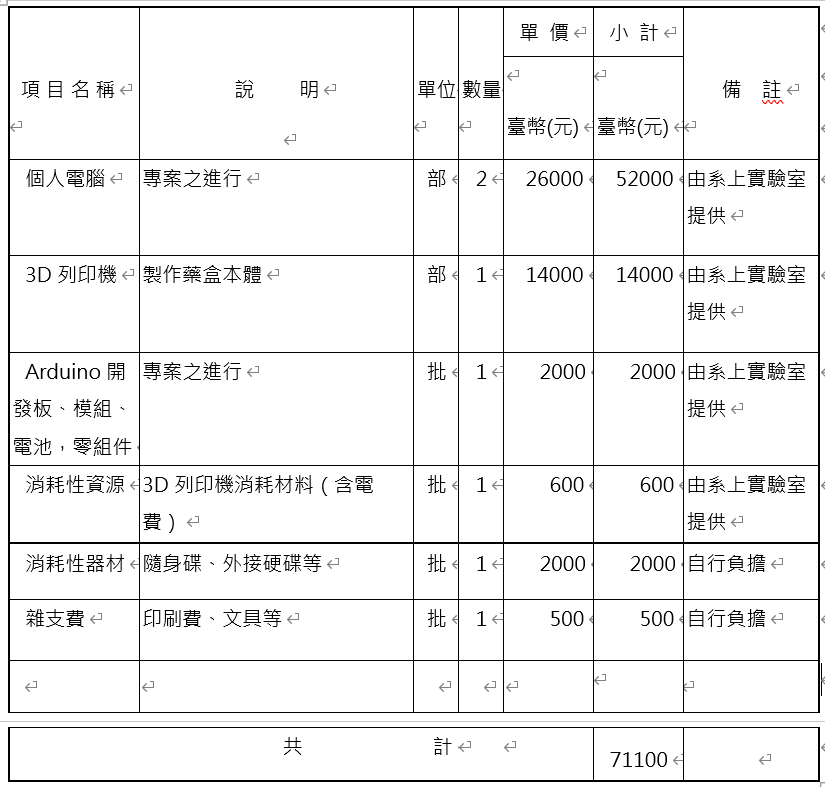 項目名稱 說 明 單位 數量 單 價 小 計 備 註
臺幣(元) 臺幣(元)
個人電腦 專案之進行 部 2 26000 52000 由系上實驗室
提供
3D 列印機 製作藥盒本體 部 1 14000 14000 由系上實驗室
提供
Arduino 開 專案之進行 批 1 2000 2000 由系上實驗室
發板、模組、 提供
電池，零組件
消耗性資源 3D 列印機消耗材料（含電 批 1 600 600 由系上實驗室
費） 提供
消耗性器材 隨身碟、外接硬碟等 批 1 2000 2000 自行負擔
雜支費 印刷費、文具等 批 1 500 500 自行負擔
共 計 71100